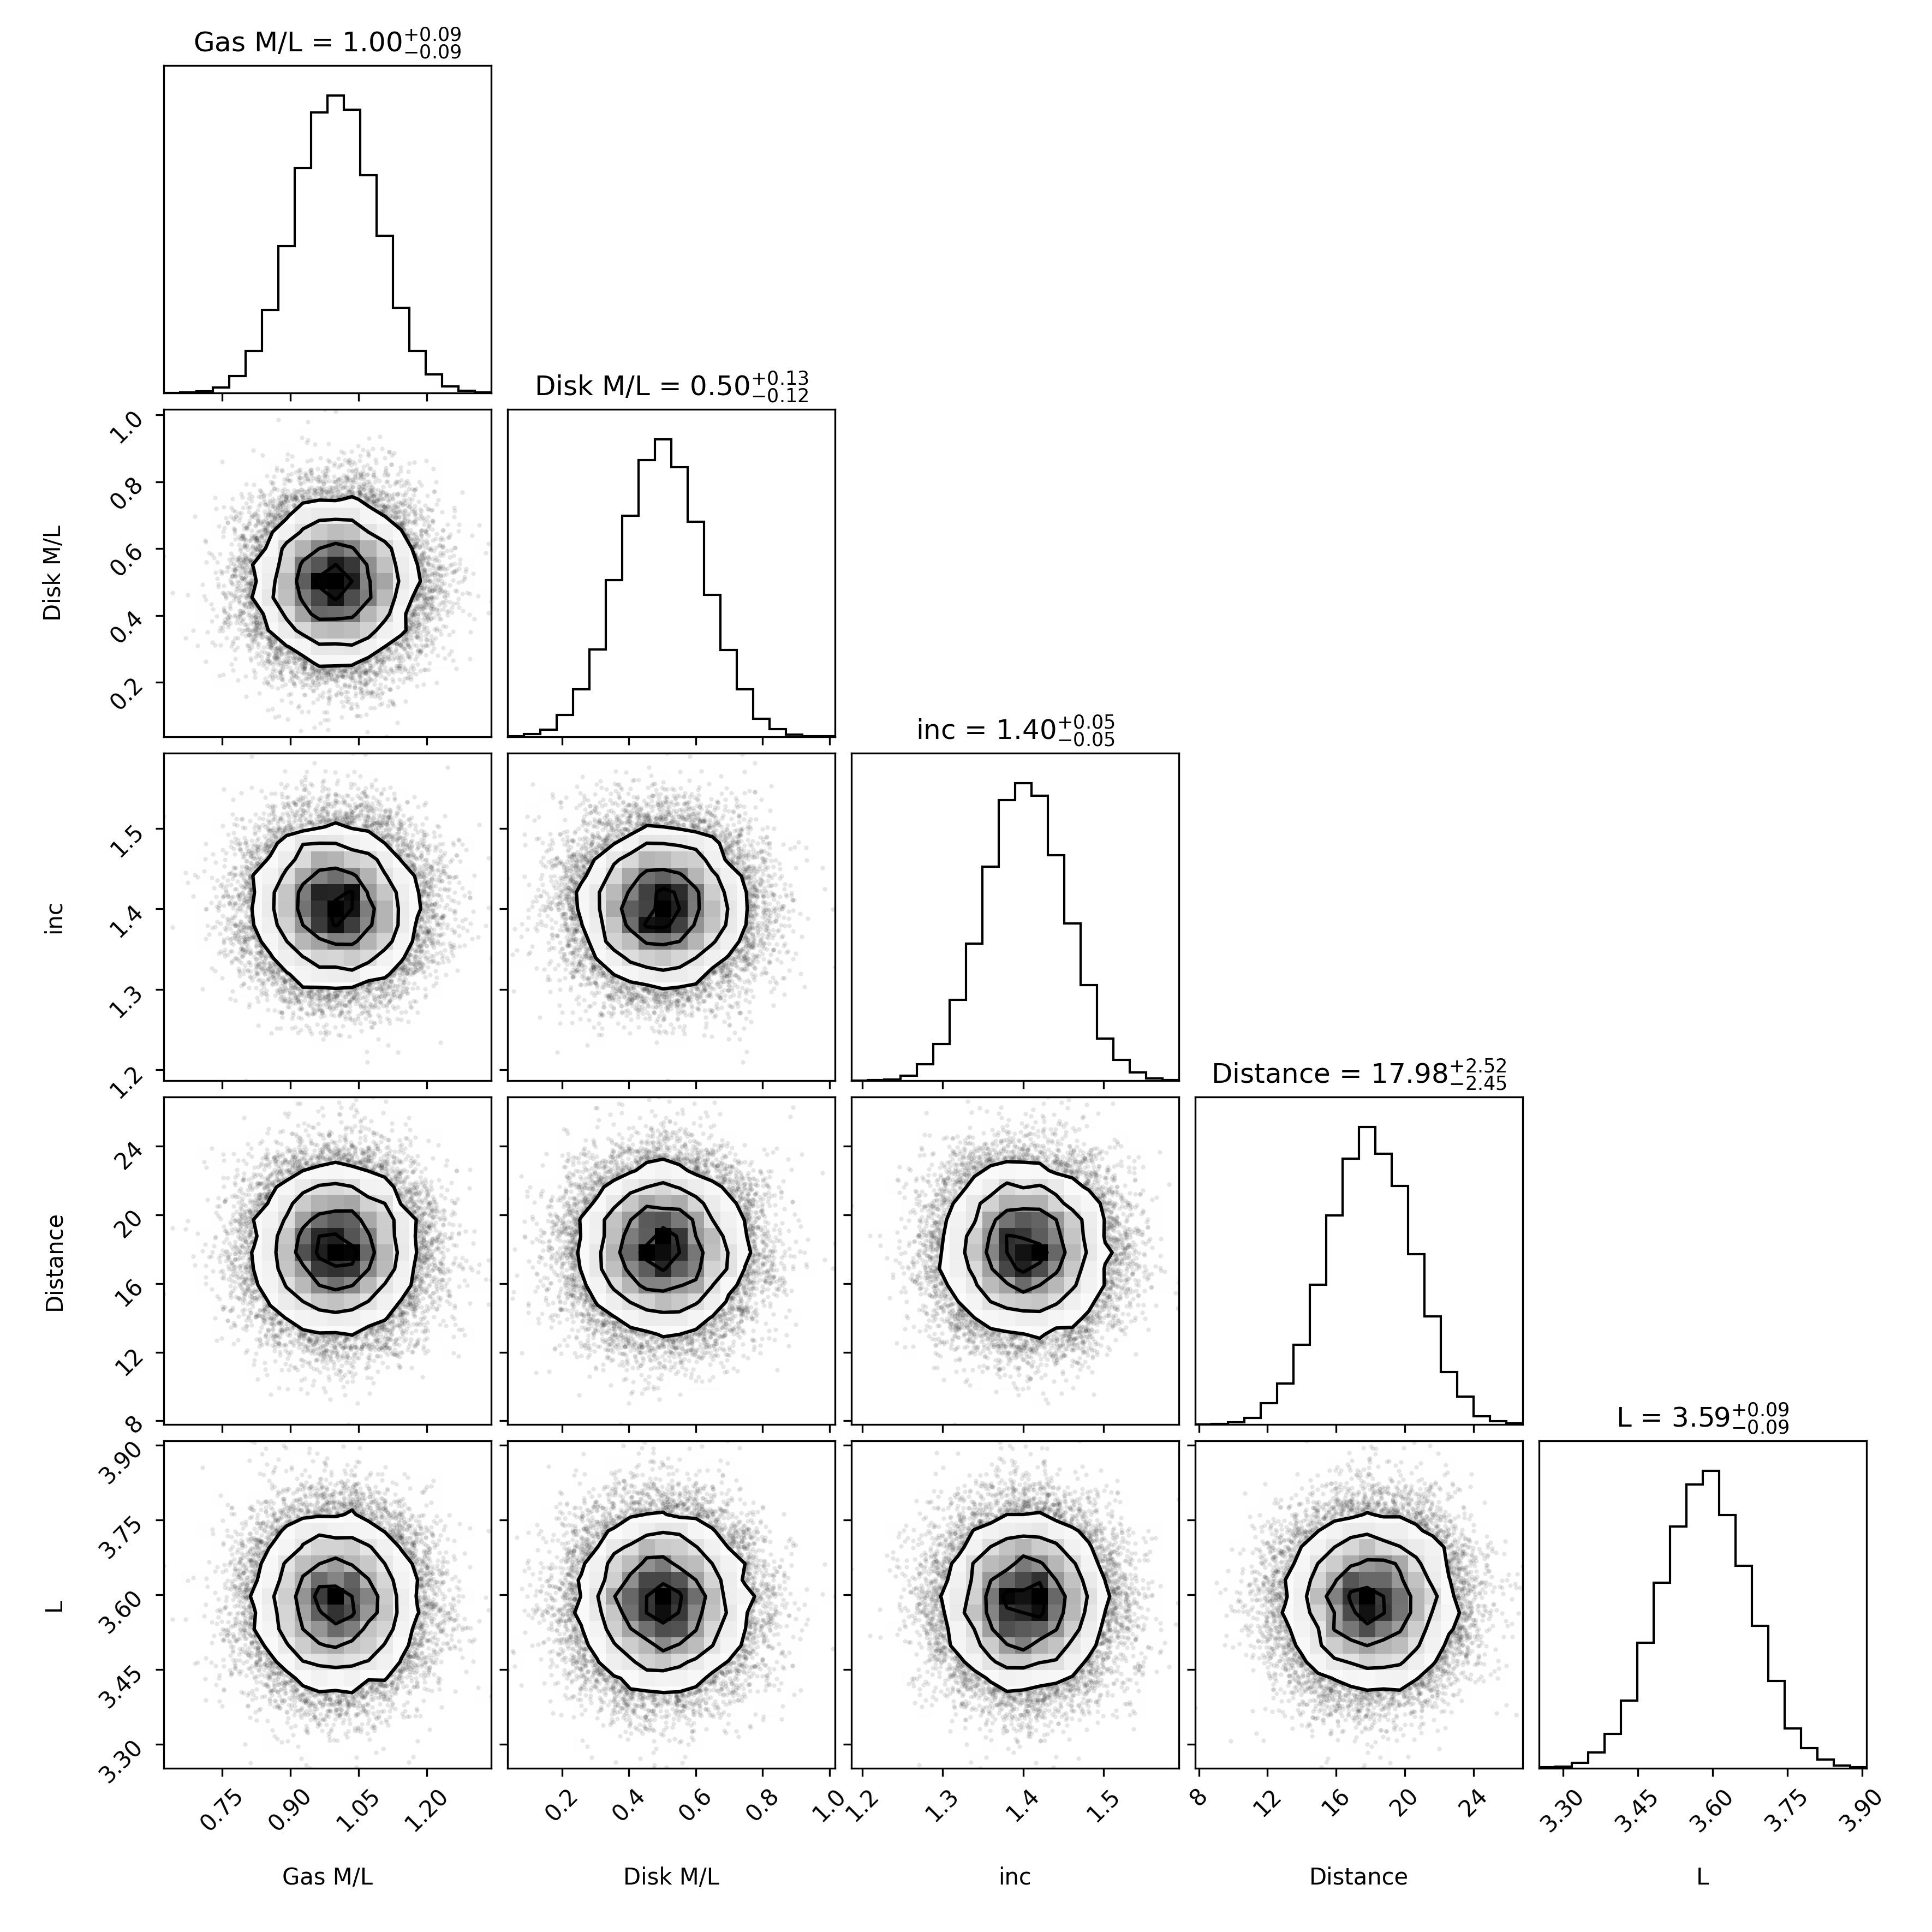 Gas M/L = 1.00+0.09−0.09
Disk M/L = 0.50+0.13−0.12
1.0
0.8
0.6
0.4
0.2
Disk M/L
inc = 1.40+0.05−0.05
1.5
1.4
1.3
1.2
inc
Distance = 17.98+2.52−2.45
24
20
16
12
8
Distance
L = 3.59+0.09−0.09
3.90
3.75
3.60
3.45
3.30
L
0.75 0.90 1.05 1.20
0.2 0.4 0.6 0.8 1.0
1.2 1.3 1.4 1.5
8 12 16 20 24
3.30 3.45 3.60 3.75 3.90
Gas M/L Disk M/L inc Distance L